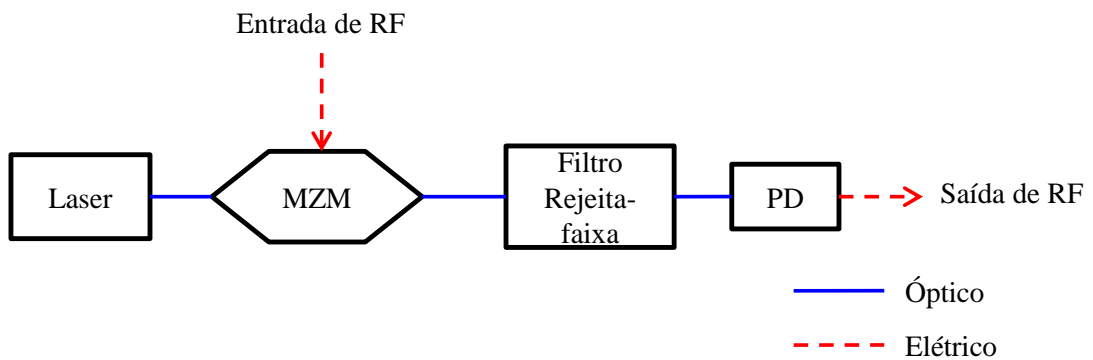 Entrada de RF
Laser
MZM
Filtro
Rejeita-
faixa
PD
Saída de RF
Óptico
Elétrico